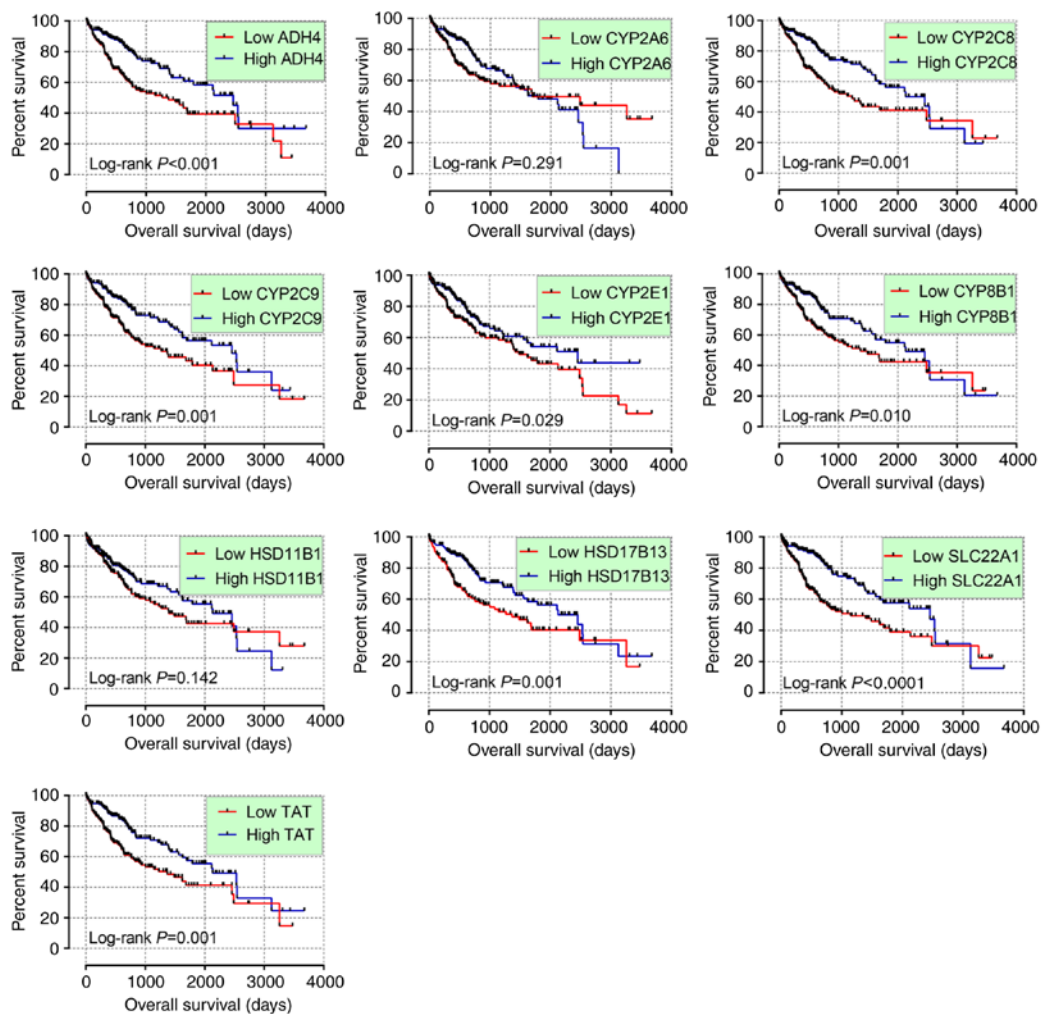 100
80
60
40
20
0
Percent survival
Low ADH4
High ADH4
Log-rank P<0.001
0 1000 2000 3000 4000
Overall survival (days)
100
80
60
40
20
0
Percent survival
Low CYP2A6
High CYP2A6
Log-rank P=0.291
0 1000 2000 3000 4000
Overall survival (days)
100
80
60
40
20
0
Percent survival
Low CYP2C8
High CYP2C8
Log-rank P=0.001
0 1000 2000 3000 4000
Overall survival (days)
100
80
60
40
20
0
Percent survival
Low CYP2C9
High CYP2C9
Log-rank P=0.001
0 1000 2000 3000 4000
Overall survival (days)
100
80
60
40
20
0
Percent survival
Low CYP2E1
High CYP2E1
Log-rank P=0.029
0 1000 2000 3000 4000
Overall survival (days)
100
80
60
40
20
0
Percent survival
Low CYP8B1
High CYP8B1
Log-rank P=0.010
0 1000 2000 3000 4000
Overall survival (days)
100
80
60
40
20
0
Percent survival
Low HSD11B1
High HSD11B1
Log-rank P=0.142
0 1000 2000 3000 4000
Overall survival (days)
100
80
60
40
20
0
Percent survival
Low HSD17B13
High HSD17B13
Log-rank P=0.001
0 1000 2000 3000 4000
Overall survival (days)
100
80
60
40
20
0
Percent survival
Low SLC22A1
High SLC22A1
Log-rank P<0.0001
0 1000 2000 3000 4000
Overall survival (days)
100
80
60
40
20
0
Percent survival
Low TAT
High TAT
Log-rank P=0.001
0 1000 2000 3000 4000
Overall survival (days)